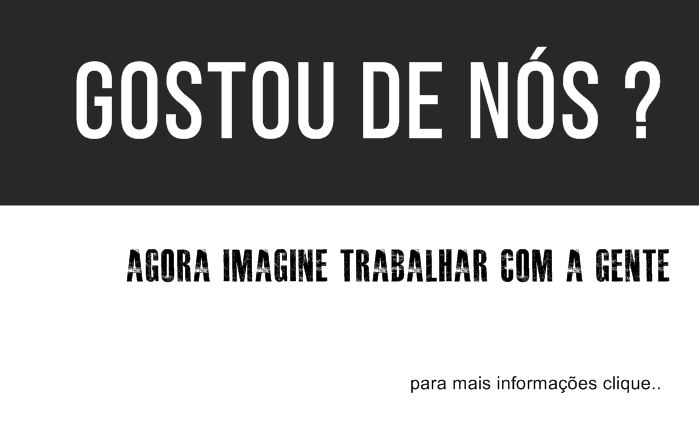 GOSTOU DE NÓS ?
AGORA IMAGINE TRABALHAR COM A GENTE
para mais informações clique..